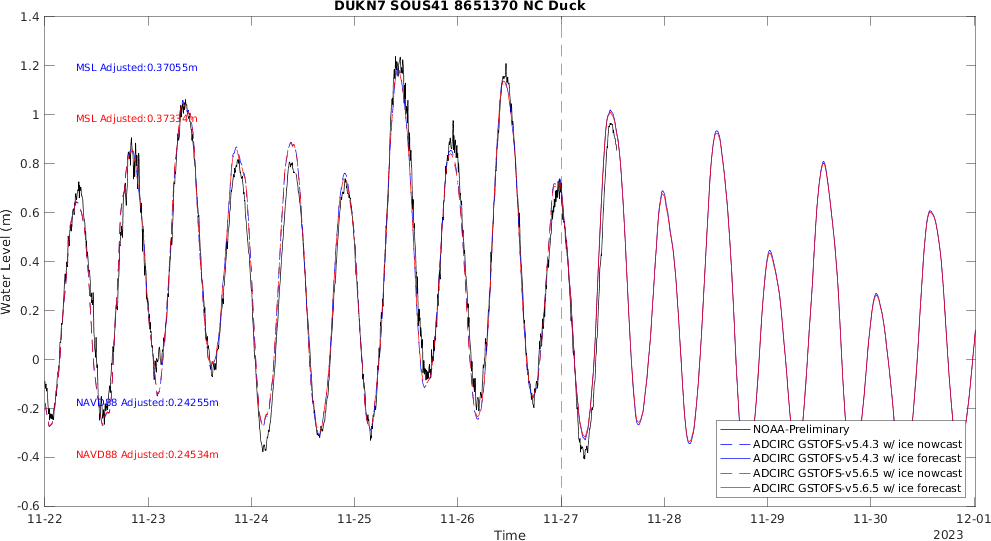 DUKN7 SOUS41 8651370 NC Duck
1.4
1.2
1
0.8
0.6
0.4
0.2
0
-0.2
-0.4
-0.6
Water Level (m)
MSL Adjusted:0.37055m
MSL Adjusted:0.37334m
NAVD88 Adjusted:0.24255m
NAVD88 Adjusted:0.24534m
NOAA-Preliminary
ADCIRC GSTOFS-v5.4.3 w/ ice nowcast
ADCIRC GSTOFS-v5.4.3 w/ ice forecast
ADCIRC GSTOFS-v5.6.5 w/ ice nowcast
ADCIRC GSTOFS-v5.6.5 w/ ice forecast
11-22 11-23 11-24 11-25 11-26 11-27 11-28 11-29 11-30 12-01
Time
2023